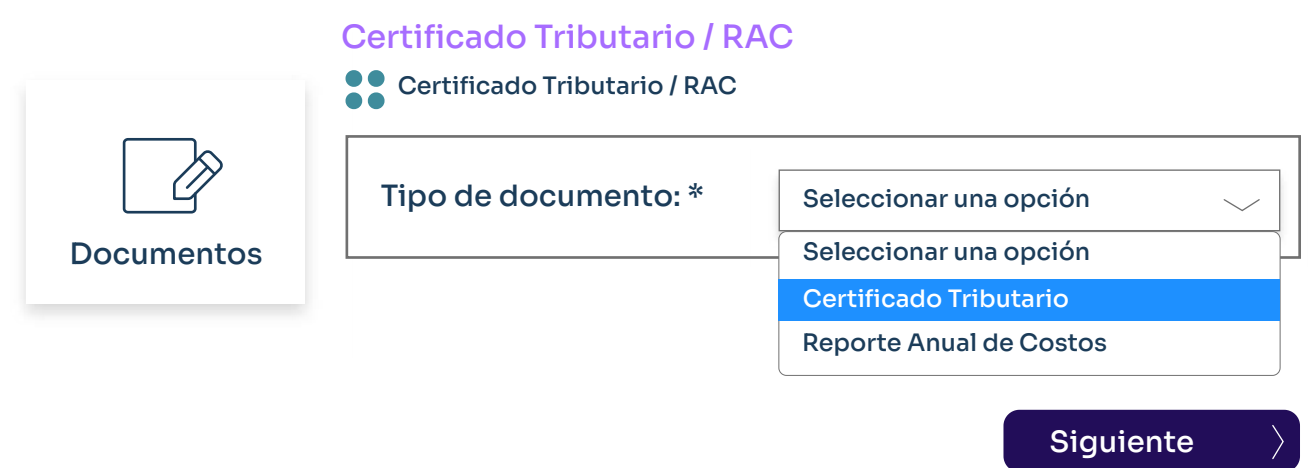 Certificado Tributario / RAC
Certificado Tributario / RAC
Documentos
Tipo de documento: *
Seleccionar una opción
Seleccionar una opción
Certificado Tributario
Reporte Anual de Costos
Siguiente